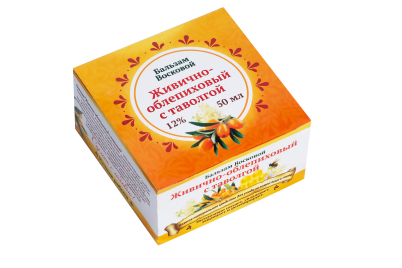 Бальзам
Восковой
Живично-
облепиховый
с таволгой
12% 50 мл
Бальзам Восковой
Живично-облепиховый
с таволгой